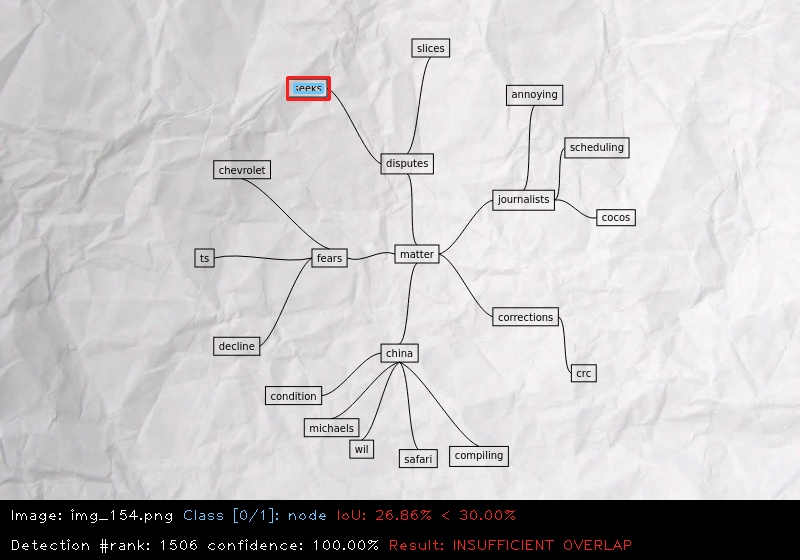 slices
seeks
annoying
scheduling
disputes
chevrolet
journalists
cocos
matter
ts
fears
corrections
decline
china
crc
condition
michaels
wil
safari
compiling
Image: img_154.png Class [0/1]: node IoU: 26.86% < 30.00%
Detection #rank: 1506 confidence: 100.00% Result: INSUFFICIENT OVERLAP